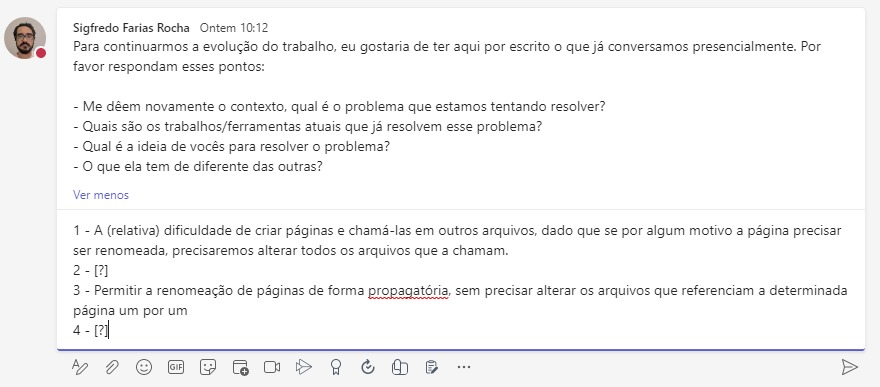 Sigfredo Farias Rocha Ontem 10:12
Para continuarmos a evolução do trabalho, eu gostaria de ter aqui por escrito o que já conversamos presencialmente. Por
favor respondam esses pontos:
- Me dêem novamente o contexto, qual é o problema que estamos tentando resolver?
- Quais são os trabalhos/ferramentas atuais que já resolvem esse problema?
- Qual é a ideia de vocês para resolver o problema?
- O que ela tem de diferente das outras?
Ver menos
1 - A (relativa) dificuldade de criar páginas e chamá-las em outros arquivos, dado que se por algum motivo a página precisar
ser renomeada, precisaremos alterar todos os arquivos que a chamam.
2 - [?]
3 - Permitir a renomeação de páginas de forma propagatória, sem precisar alterar os arquivos que referenciam a determinada
página um por um
4 - [?]
GIF